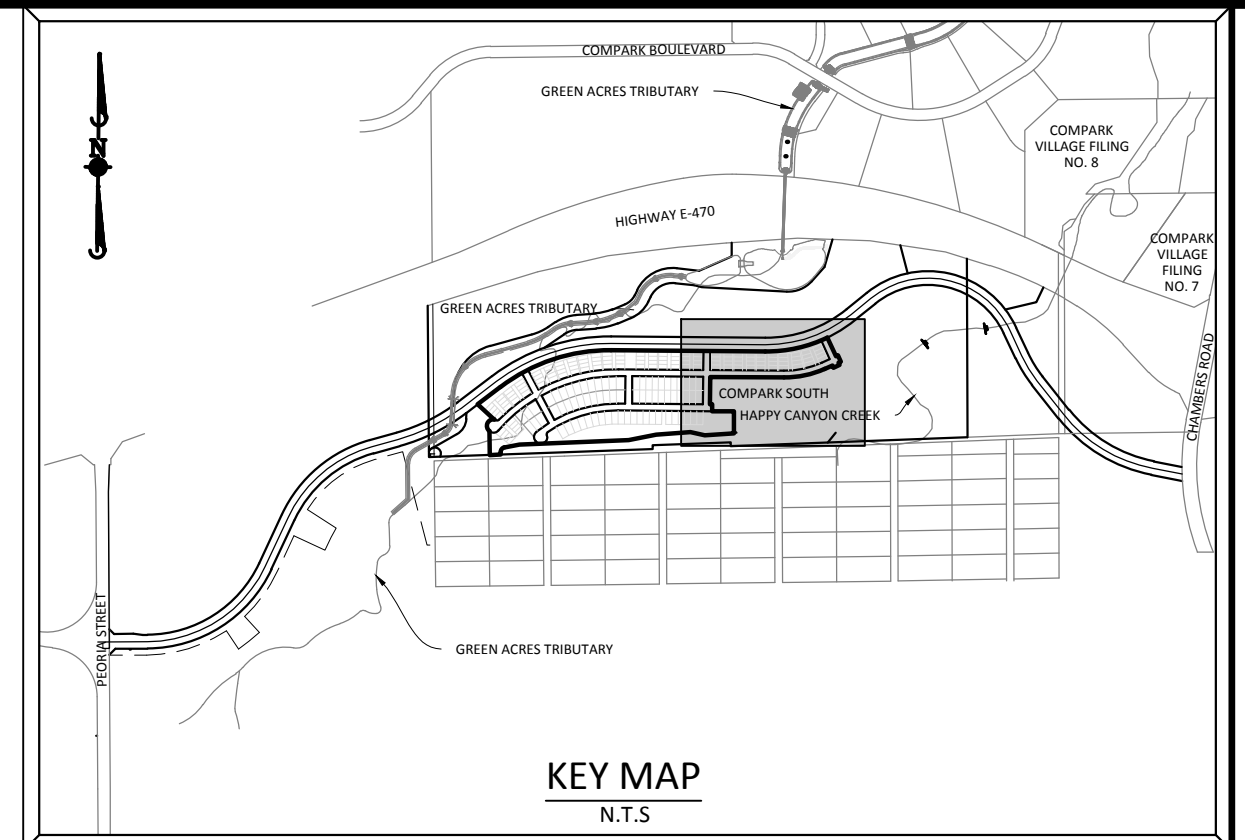 COMPARK BOULEVARD
GREEN ACRES TRIBUTARY
COMPARK
VILLAGE FILING
NO. 8
N
HIGHWAY E-470
COMPARK
VILLAGE
FILING
NO. 7
GREEN ACRES TRIBUTARY
CHAMBERS ROAD
COMPARK SOUTH
HAPPY CANYON CREEK
PEORIA STREET
GREEN ACRES TRIBUTARY
KEY MAP
N.T.S